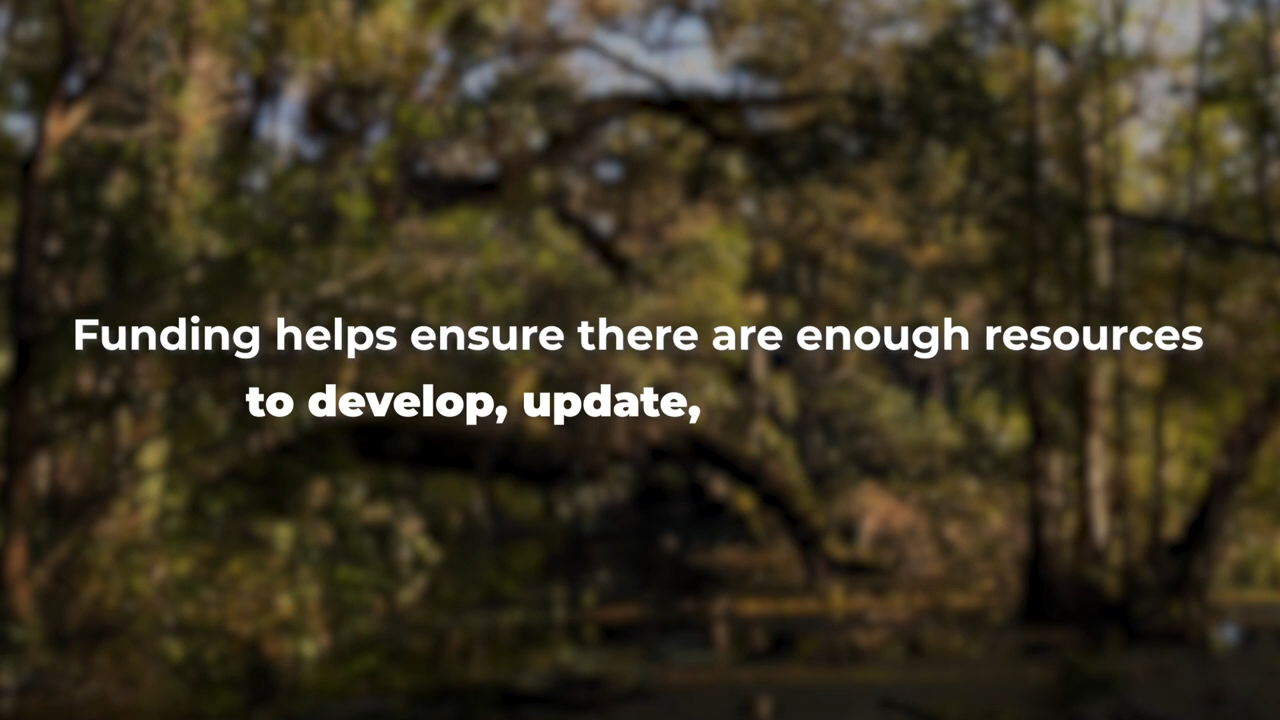 Funding helps ensure there are enough resources
to develop, update,